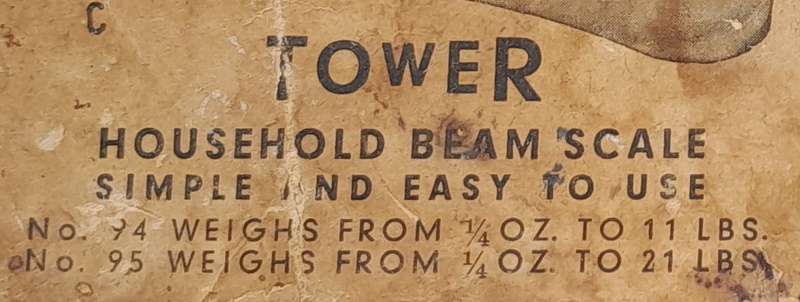 C
TOWER
HOUSEHOLD BEAM SCALE
SIMPLE AND EASY TO USE
No. 94 WEIGHS FROM ¼ OZ. TO 11 LBS.
No. 95 WEIGHS FROM ¼ OZ. TO 21 LBS.